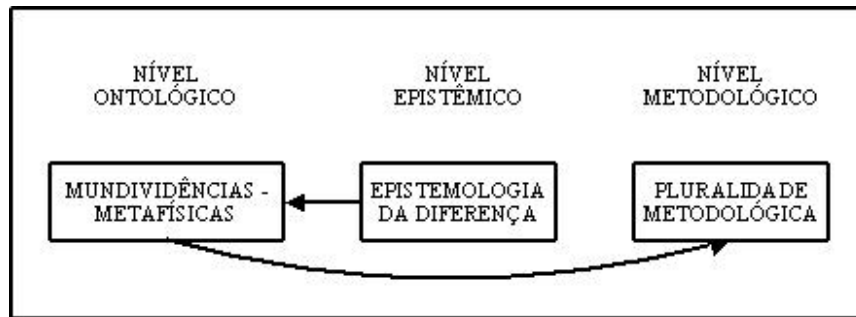 NÍVEL
ONTOLÓGICO
NÍVEL
EPISTÊMICO
NÍVEL
METODOLÓGICO
MUNDIVIDÊNCIAS -
METAFÍSICAS
EPISTEMOLOGIA
DA DIFERENÇA
PLURALIDADE
METODOLÓGICA